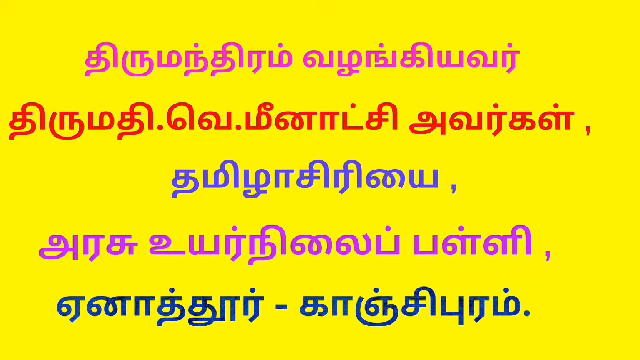 திருமந்திரம் வழங்கியவர்
திருமதி.வெ.மீனாட்சி அவர்கள் ,
தமிழாசிரியை ,
அரசு உயர்நிலைப் பள்ளி ,
ஏனாத்தூர் - காஞ்சிபுரம்.